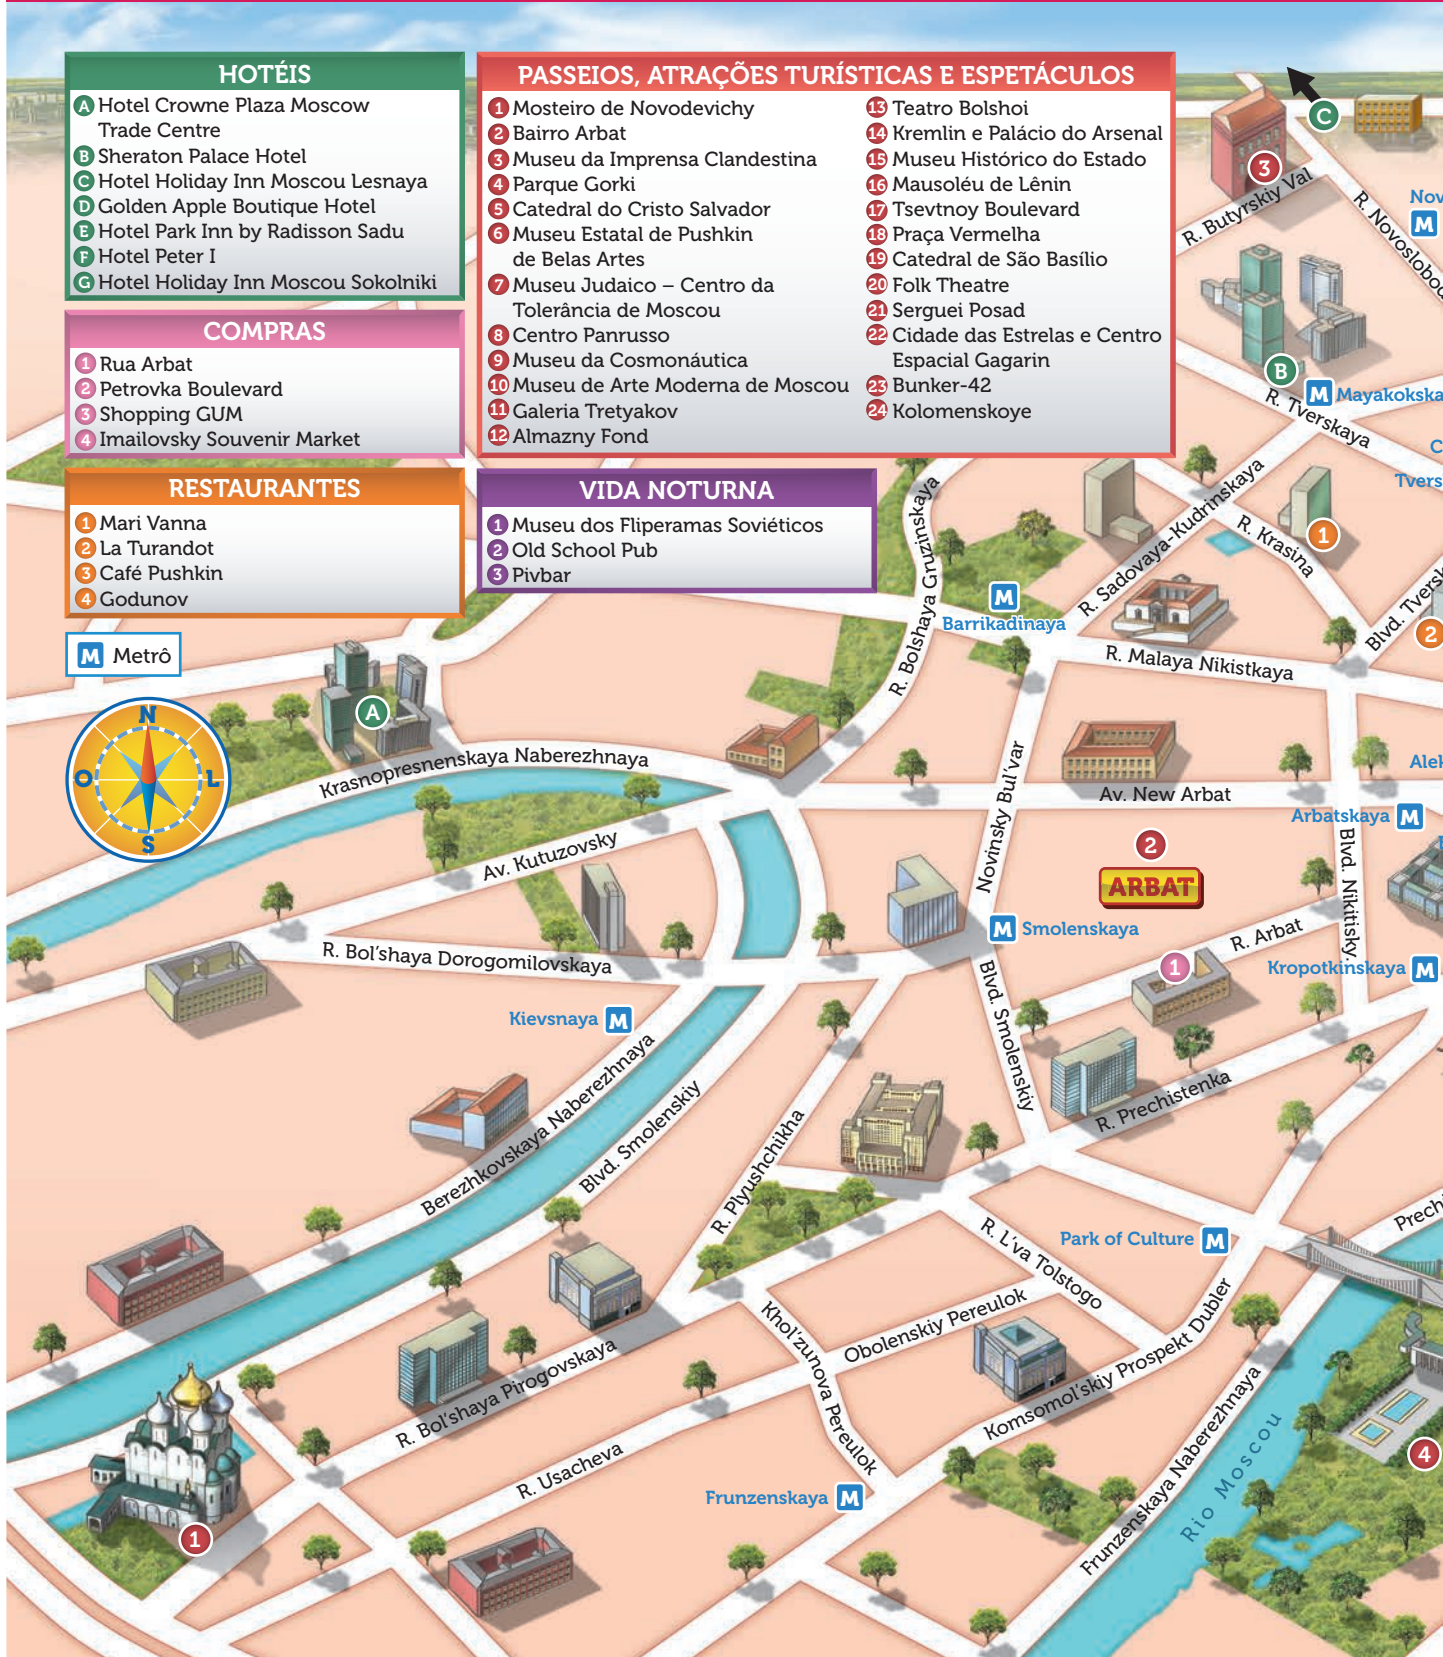 HOTÉIS
A Hotel Crowne Plaza Moscow
Trade Centre
B Sheraton Palace Hotel
C Hotel Holiday Inn Moscou Lesnaya
D Golden Apple Boutique Hotel
E Hotel Park Inn by Radisson Sadu
F Hotel Peter I
G Hotel Holiday Inn Moscou Sokolniki
COMPRAS
1 Rua Arbat
2 Petrovka Boulevard
3 Shopping GUM
4 Imailovsky Souvenir Market
RESTAURANTES
1 Mari Vanna
2 La Turandot
3 Café Pushkin
4 Godunov
M Metrô
PASSEIOS, ATRAÇÕES TURÍSTICAS E ESPETÁCULOS
1 Mosteiro de Novodevichy
2 Bairro Arbat
3 Museu da Imprensa Clandestina
4 Parque Gorki
5 Catedral do Cristo Salvador
6 Museu Estatal de Pushkin
de Belas Artes
7 Museu Judaico – Centro da
Tolerância de Moscou
8 Centro Panrusso
9 Museu da Cosmonáutica
10 Museu de Arte Moderna de Moscou
11 Galeria Tretyakov
12 Almazny Fond
13 Teatro Bolshoi
14 Kremlin e Palácio do Arsenal
15 Museu Histórico do Estado
16 Mausoléu de Lênin
17 Tsevtnoy Boulevard
18 Praça Vermelha
19 Catedral de São Basílio
20 Folk Theatre
21 Serguei Posad
22 Cidade das Estrelas e Centro
Espacial Gagarin
23 Bunker-42
24 Kolomenskoye
VIDA NOTURNA
1 Museu dos Fliperamas Soviéticos
2 Old School Pub
3 Pivbar
N
O L
S
C
3
R. Butyrskiy Val
R. Novoslobod
Nov
M
B
M Mayakokska
R. Tverskaya
C
Tvers
R. Sadovaya-Kudrinskaya
R. Krasina
1
Blvd. Tversk
2
R. Bolshaya Gruzinskaya
M
Barrikadinaya
R. Malaya Nikistkaya
A
Krasnopresnenskaya Naberezhnaya
Av. Kutuzovsky
Novinsky Bul'var
Av. New Arbat
Alek
Arbatskaya M
Blvd. Nikitisky
2
ARBAT
R. Bol'shaya Dorogomilovskaya
M Smolenskaya
R. Arbat
1
Kropotkinskaya M
Blvd. Smolenskiy
Kievsnaya M
Berezhkovskaya Naberezhnaya
Blvd. Smolenskiy
R. Plyushchikha
R. Prechistenka
Prech
R. L'va Tolstogo
Park of Culture M
Khol'zunova Pereulok
Obolenskiy Pereulok
Komsomol'skiy Prospekt Dubler
R. Bol'shaya Pirogovskaya
R. Usacheva
Frunzenskaya M
Frunzenskaya Naberezhnaya
Rio Moscou
4
1